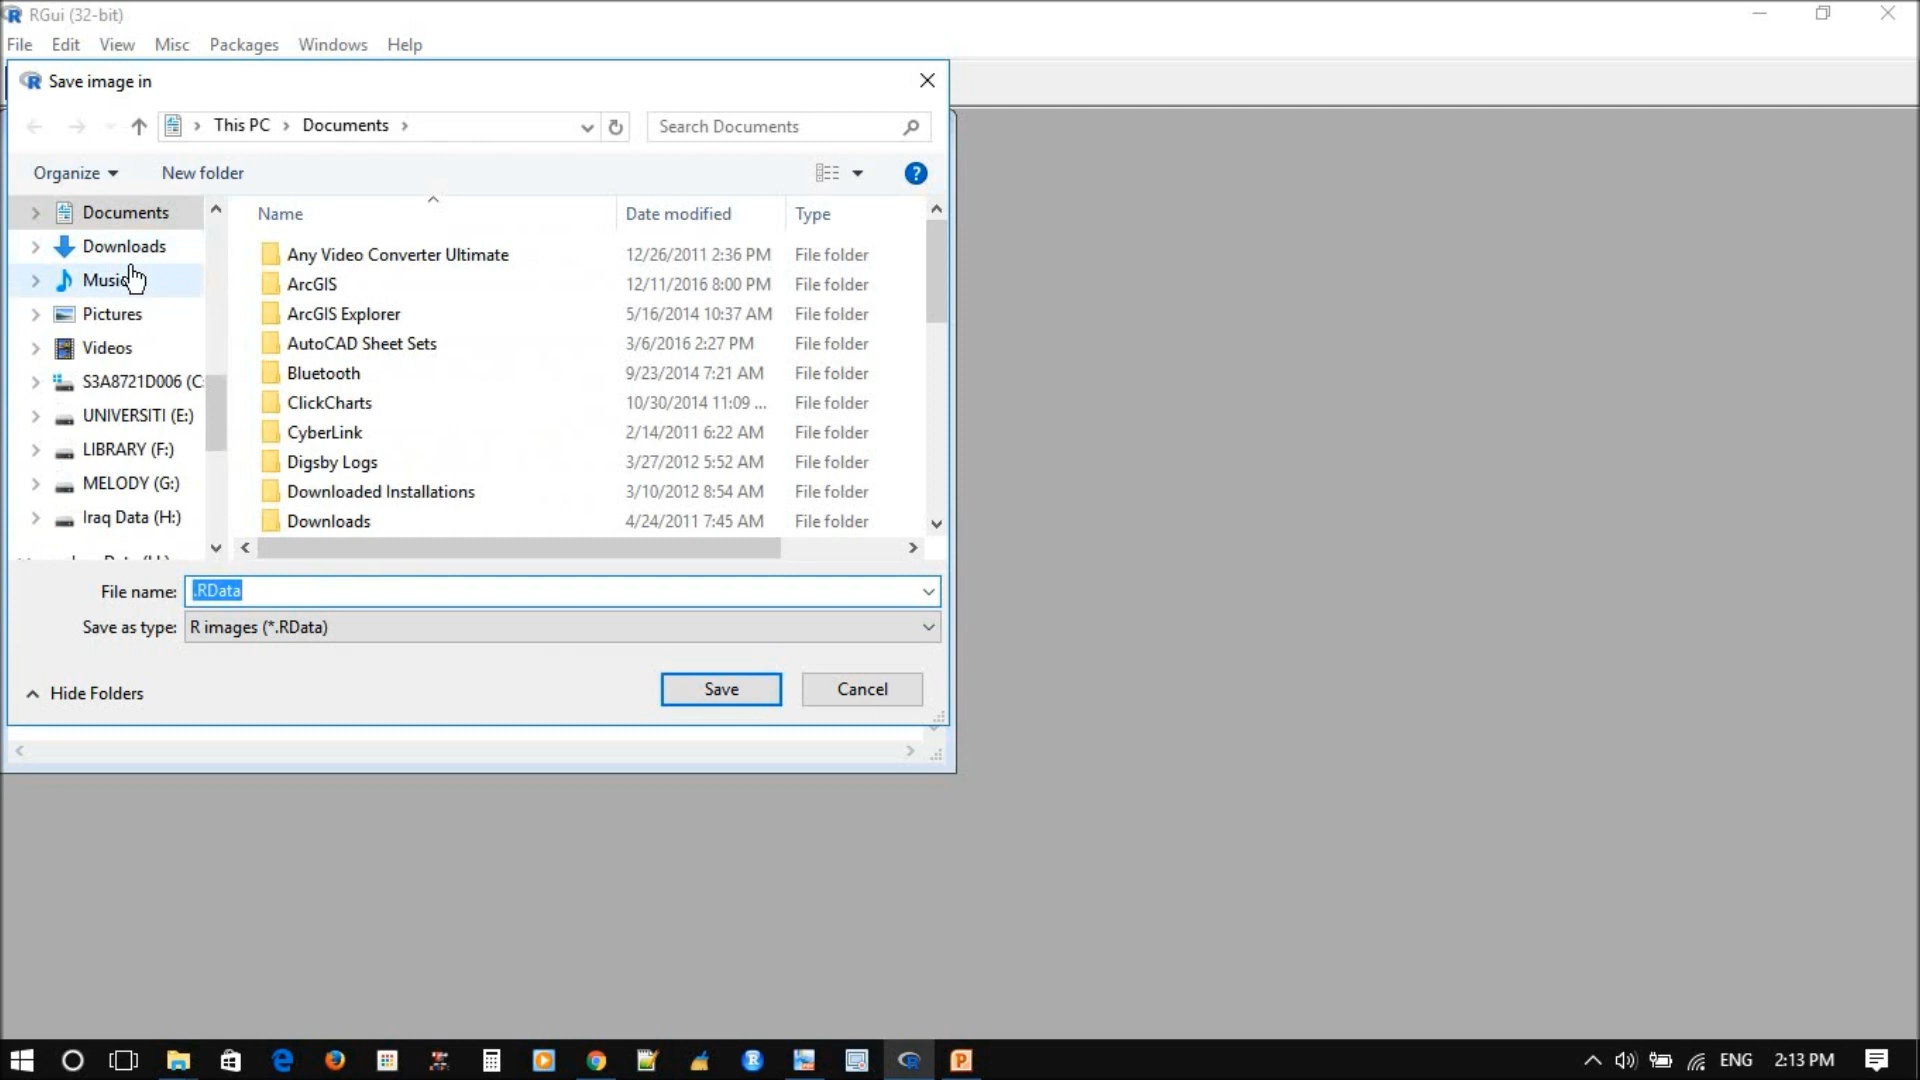 RGui (32-bit)
File Edit View Misc Packages Windows Help
Save image in
This PC Documents
Search Documents
Organize New folder
Documents
Downloads
Music
Pictures
Videos
S3A8721D006 (C:
UNIVERSITI (E:)
LIBRARY (F:)
MELODY (G:)
Iraq Data (H:)
Name Date modified Type
Any Video Converter Ultimate 12/26/2011 2:36 PM File folder
ArcGIS 12/11/2016 8:00 PM File folder
ArcGIS Explorer 5/16/2014 10:37 AM File folder
AutoCAD Sheet Sets 3/6/2016 2:27 PM File folder
Bluetooth 9/23/2014 7:21 AM File folder
ClickCharts 10/30/2014 11:09 ... File folder
CyberLink 2/14/2011 6:22 AM File folder
Digsby Logs 3/27/2012 5:52 AM File folder
Downloaded Installations 3/10/2012 8:54 AM File folder
Downloads 4/24/2011 7:45 AM File folder
File name: .RData
Save as type: R images (*.RData)
Hide Folders Save Cancel
ENG 2:13 PM